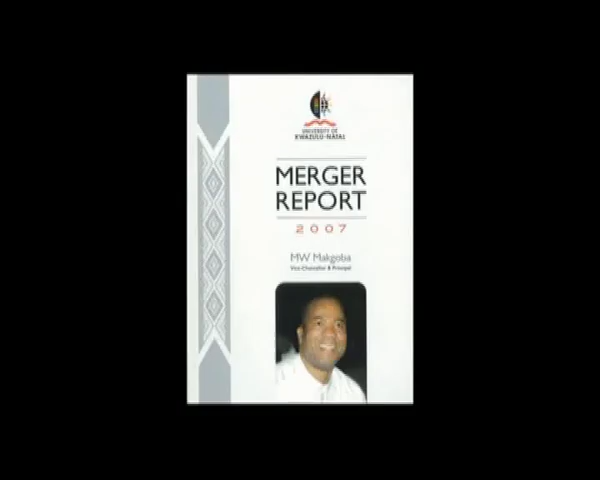 UNIVERSITY OF
KWAZULU-NATAL
MERGER
REPORT
2007
MW Makgoba
Vice-Chancellor & Principal